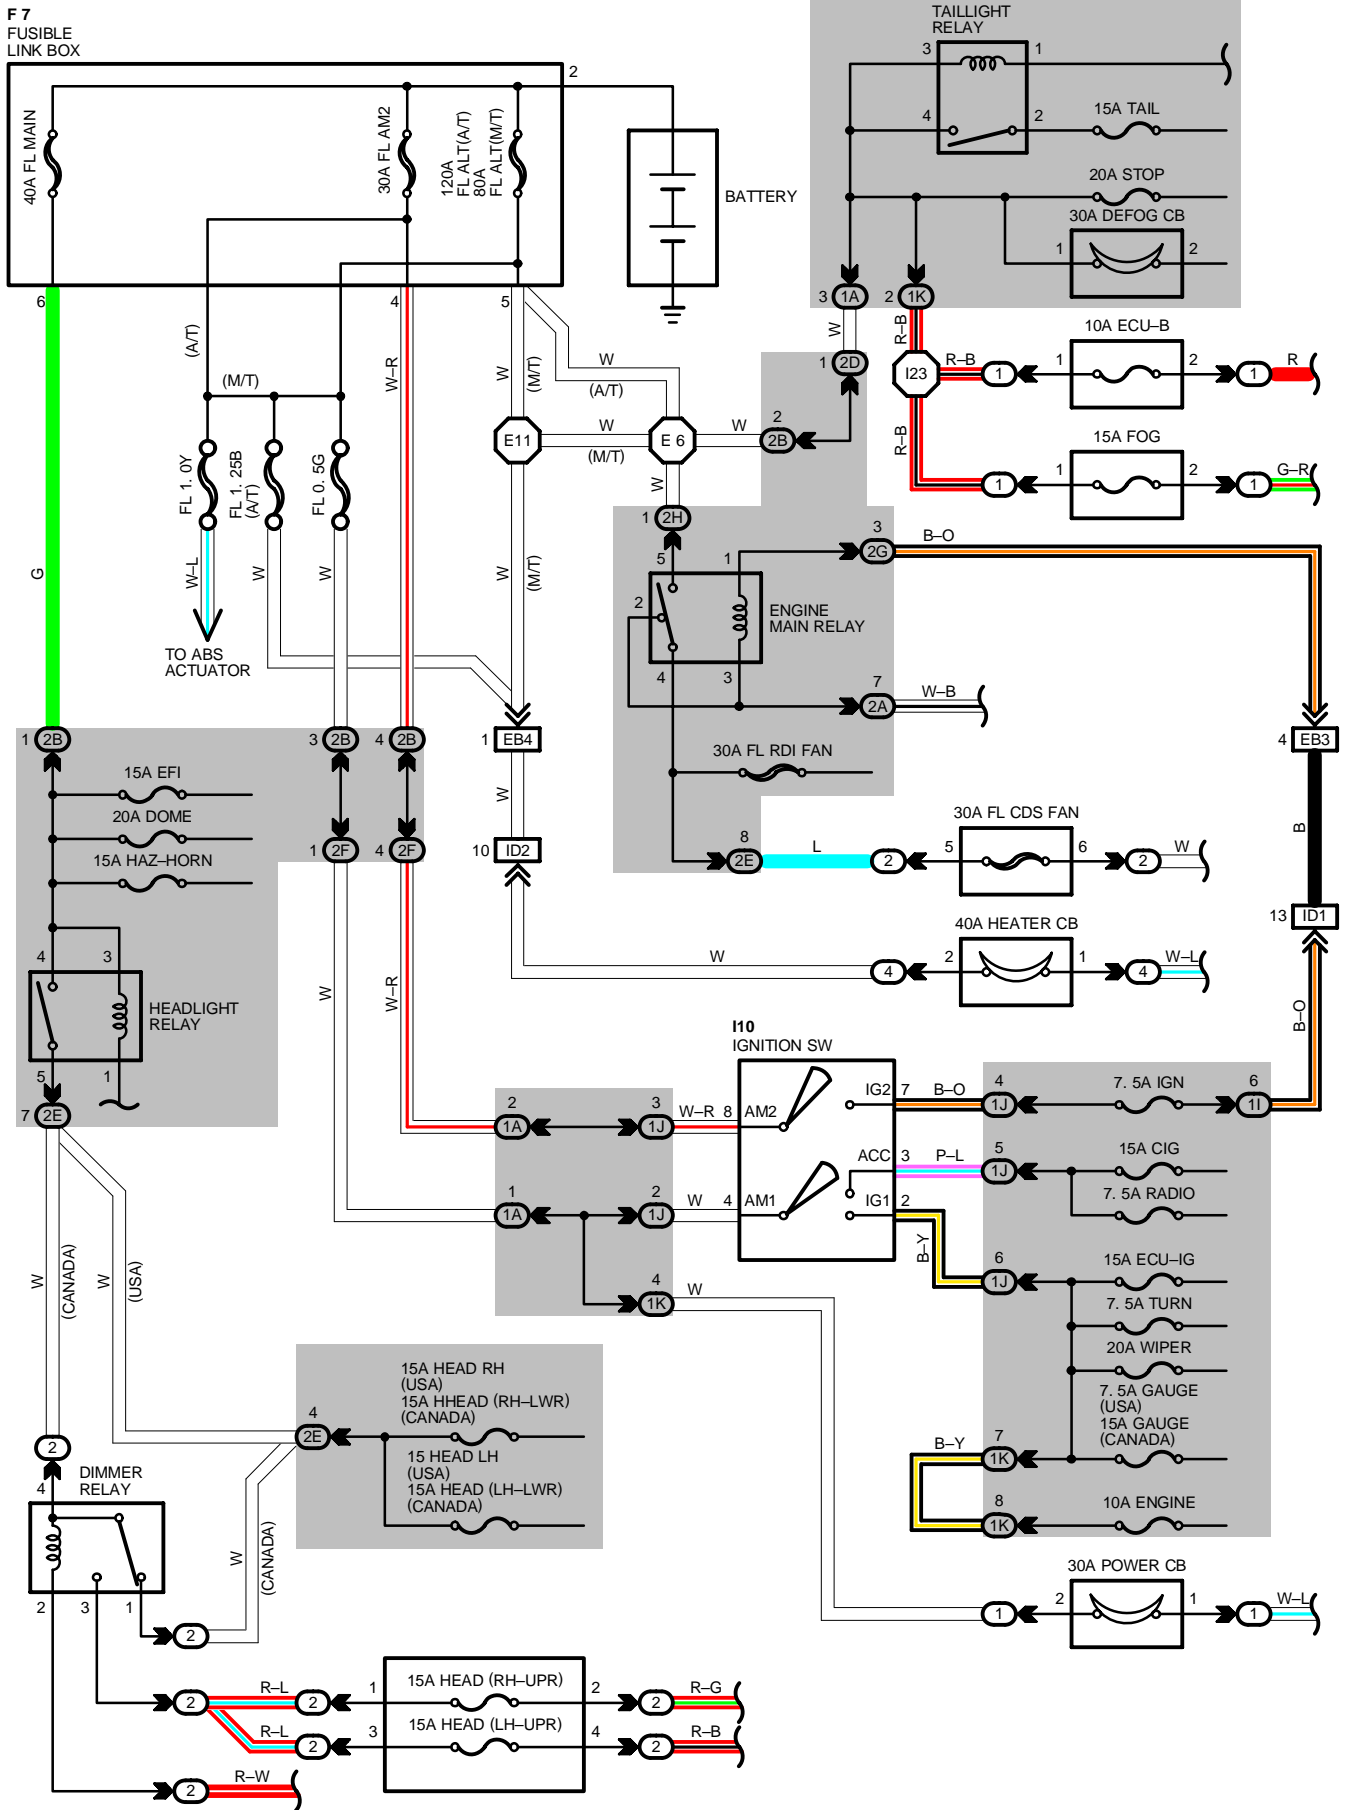 F 7
FUSIBLE
LINK BOX
2
40A FL MAIN
30A FL AM2
120A
FL ALT(A/T)
80A
FL ALT(M/T)
BATTERY
6
4
5
(A/T)
(M/T)
W–R
W
(M/T)
W
(A/T)
W
(M/T)
E11
E 6
W
2
2B
W
FL 1. 0Y
FL 1. 25B
(A/T)
FL 0. 5G
G
W–L
W
W
W
(M/T)
TO ABS
ACTUATOR
TAILLIGHT
RELAY
3
1
4
2
15A TAIL
20A STOP
30A DEFOG CB
1
2
3
1A
2
1K
W
R–B
1
2D
I23
R–B
1
10A ECU–B
1
2
1
R
R–B
15A FOG
1
1
2
1
G–R
1
2H
3
2G
B–O
5
1
2
ENGINE
MAIN RELAY
4
3
7
2A
W–B
30A FL RDI FAN
8
2E
L
2
30A FL CDS FAN
5
6
2
W
40A HEATER CB
W
4
2
1
4
W–L
4
EB3
B
13
ID1
B–O
1
2B
3
2B
4
2B
1
EB4
W
15A EFI
20A DOME
15A HAZ–HORN
1
2F
4
2F
10
ID2
4
3
HEADLIGHT
RELAY
5
1
7
2E
W
W–R
I10
IGNITION SW
2
1A
3
1J
W–R
8
AM2
IG2
7
B–O
4
1J
7. 5A IGN
6
1I
ACC
3
P–L
5
1J
15A CIG
7. 5A RADIO
1
1A
2
1J
W
4
AM1
IG1
2
B–Y
6
1J
15A ECU–IG
7. 5A TURN
20A WIPER
7. 5A GAUGE
(USA)
15A GAUGE
(CANADA)
4
1K
W
B–Y
7
1K
8
1K
10A ENGINE
W
(CANADA)
W
(USA)
4
2E
15A HEAD RH
(USA)
15A HHEAD (RH–LWR)
(CANADA)
15 HEAD LH
(USA)
15A HEAD (LH–LWR)
(CANADA)
2
DIMMER
RELAY
4
2
3
1
W
(CANADA)
2
30A POWER CB
1
2
1
1
W–L
2
R–L
2
1
15A HEAD (RH–UPR)
2
2
R–G
R–L
2
3
15A HEAD (LH–UPR)
4
2
R–B
2
R–W